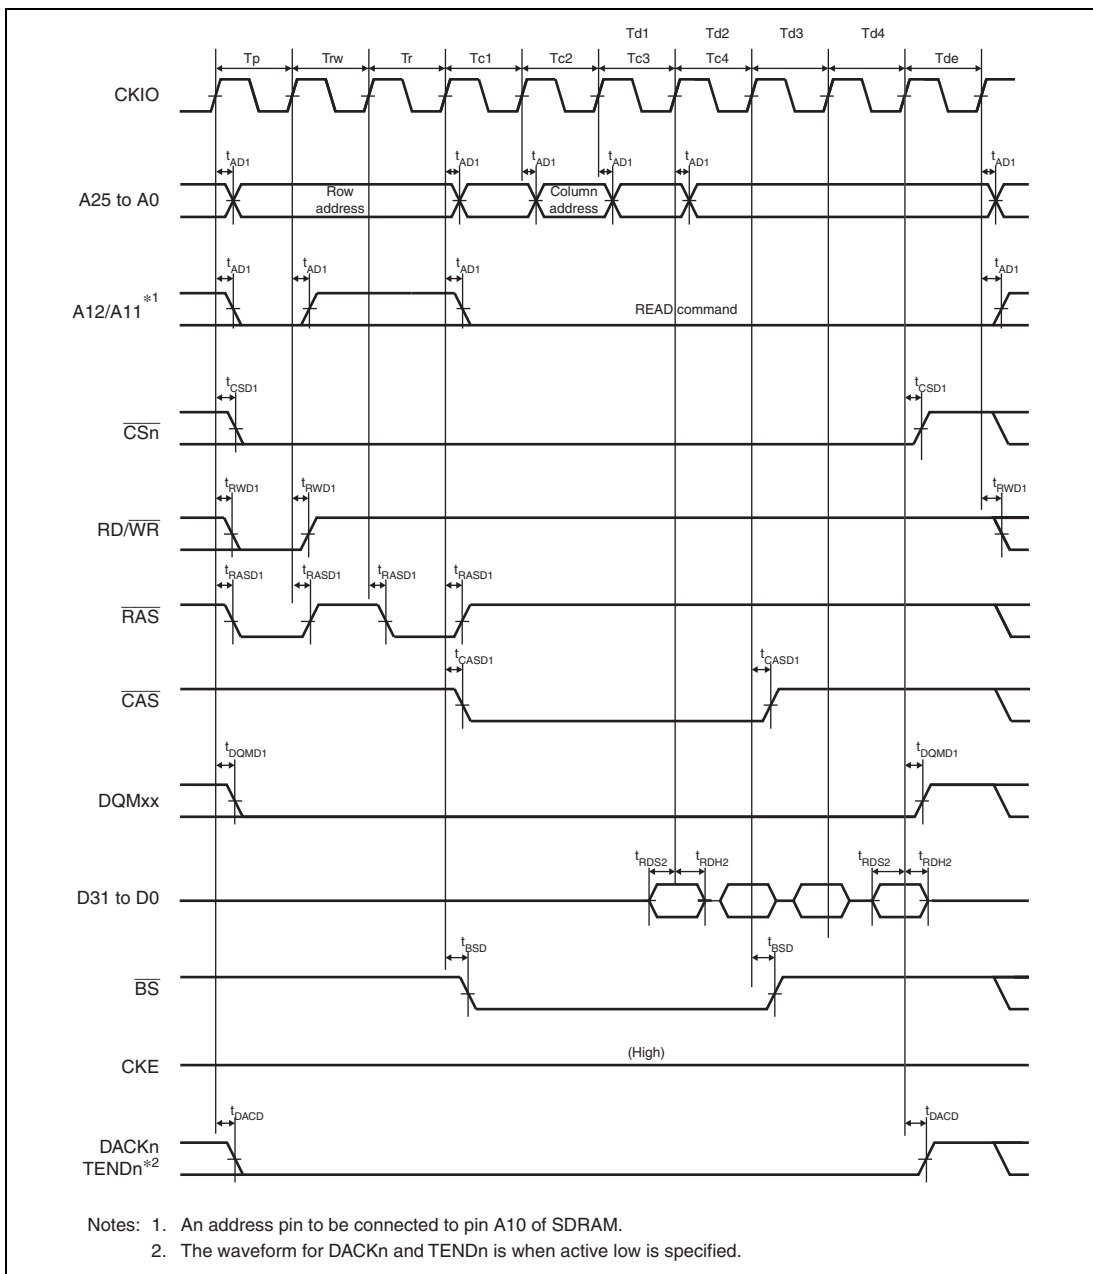 Td1 Td2 Td3 Td4
Tp Trw Tr Tc1 Tc2 Tc3 Tc4 Tde
CKIO
tAD1 tAD1 tAD1 tAD1 tAD1 tAD1
A25 to A0
Row address
Column address
tAD1 tAD1 tAD1 tAD1
A12/A11*1
READ command
tCSD1 tCSD1
CSn
tRWD1 tRWD1 tRWD1
RD/WR
tRASD1 tRASD1 tRASD1 tRASD1
RAS
tCASD1 tCASD1
CAS
tDQMD1 tDQMD1
DQMxx
tRDS2 tRDH2 tRDS2 tRDH2
D31 to D0
tBSD tBSD
BS
(High)
CKE
tDACD tDACD
DACKn
TENDn*2
Notes: 1. An address pin to be connected to pin A10 of SDRAM.
2. The waveform for DACKn and TENDn is when active low is specified.